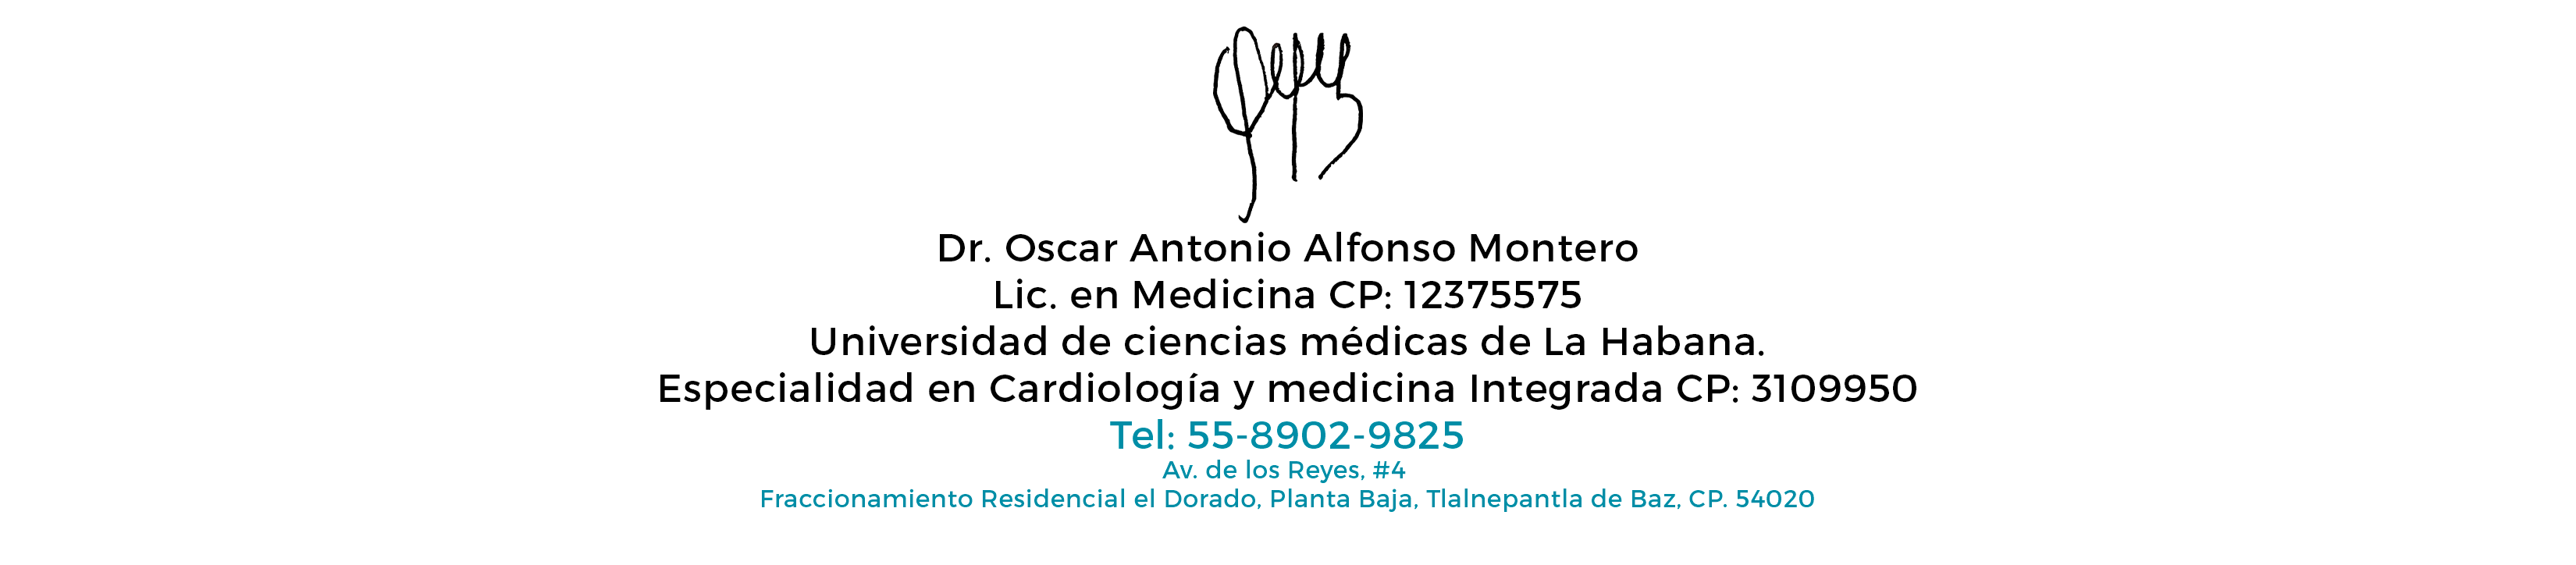 Dr. Oscar Antonio Alfonso Montero
Lic. en Medicina CP: 12375575
Universidad de ciencias médicas de La Habana.
Especialidad en Cardiología y medicina Integrada CP: 3109950
Tel: 55-8902-9825
Av. de los Reyes, #4
Fraccionamiento Residencial el Dorado, Planta Baja, Tlalnepantla de Baz, CP. 54020